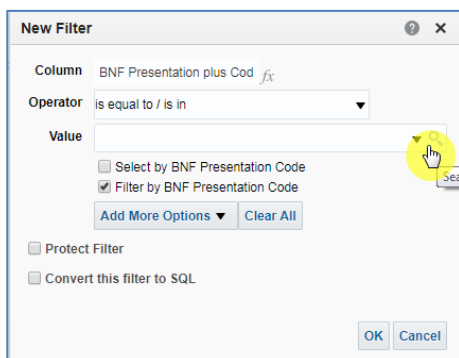 New Filter
Column BNF Presentation plus Cod fx
Operator is equal to / is in
Value
Select by BNF Presentation Code
Sea
Filter by BNF Presentation Code
Add More Options Clear All
Protect Filter
Convert this filter to SQL
OK Cancel